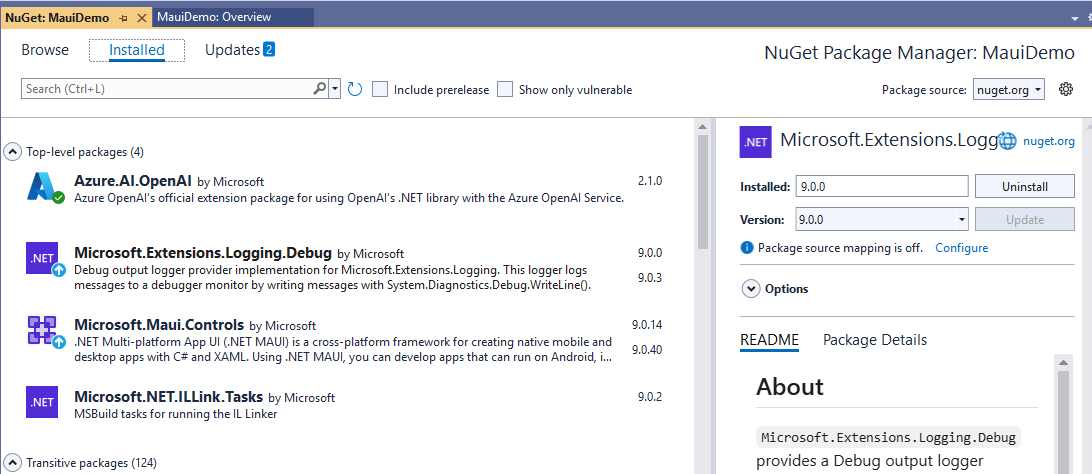 NuGet: MauiDemo
MauiDemo: Overview
Browse
Installed
Updates 2
NuGet Package Manager: MauiDemo
Search (Ctrl+L)
Include prerelease
Show only vulnerable
Package source: nuget.org
Top-level packages (4)
Azure.AI.OpenAI by Microsoft 2.1.0
Azure OpenAI's official extension package for using OpenAI's .NET library with the Azure OpenAI Service.
.NET
Microsoft.Extensions.Logging.Debug by Microsoft 9.0.0
Debug output logger provider implementation for Microsoft.Extensions.Logging. This logger logs 9.0.3
messages to a debugger monitor by writing messages with System.Diagnostics.Debug.WriteLine().
Microsoft.Maui.Controls by Microsoft 9.0.14
.NET Multi-platform App UI (.NET MAUI) is a cross-platform framework for creating native mobile and 9.0.40
desktop apps with C# and XAML. Using .NET MAUI, you can develop apps that can run on Android, i...
.NET
Microsoft.NET.ILLink.Tasks by Microsoft 9.0.2
MSBuild tasks for running the IL Linker
Transitive packages (124)
.NET
Microsoft.Extensions.Logg
nuget.org
Installed: 9.0.0 Uninstall
Version: 9.0.0 Update
Package source mapping is off. Configure
Options
README
Package Details
About
Microsoft.Extensions.Logging.Debug
provides a Debug output logger